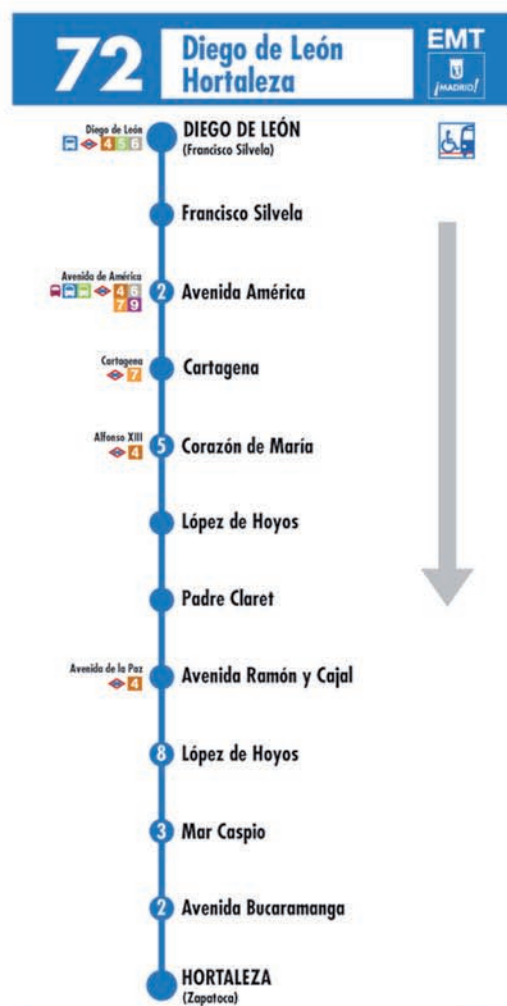 72
Diego de León
Hortaleza
EMT
¡MADRID!
Diego de León
4 5 6
DIEGO DE LEÓN
(Francisco Silvela)
Francisco Silvela
Avenida de América
4 6
7 9
2
Avenida América
Cartagena
7
Cartagena
Alfonso XIII
4
5
Corazón de María
López de Hoyos
Padre Claret
Avenida de la Paz
4
Avenida Ramón y Cajal
8
López de Hoyos
3
Mar Caspio
2
Avenida Bucaramanga
HORTALEZA
(Zapatoca)